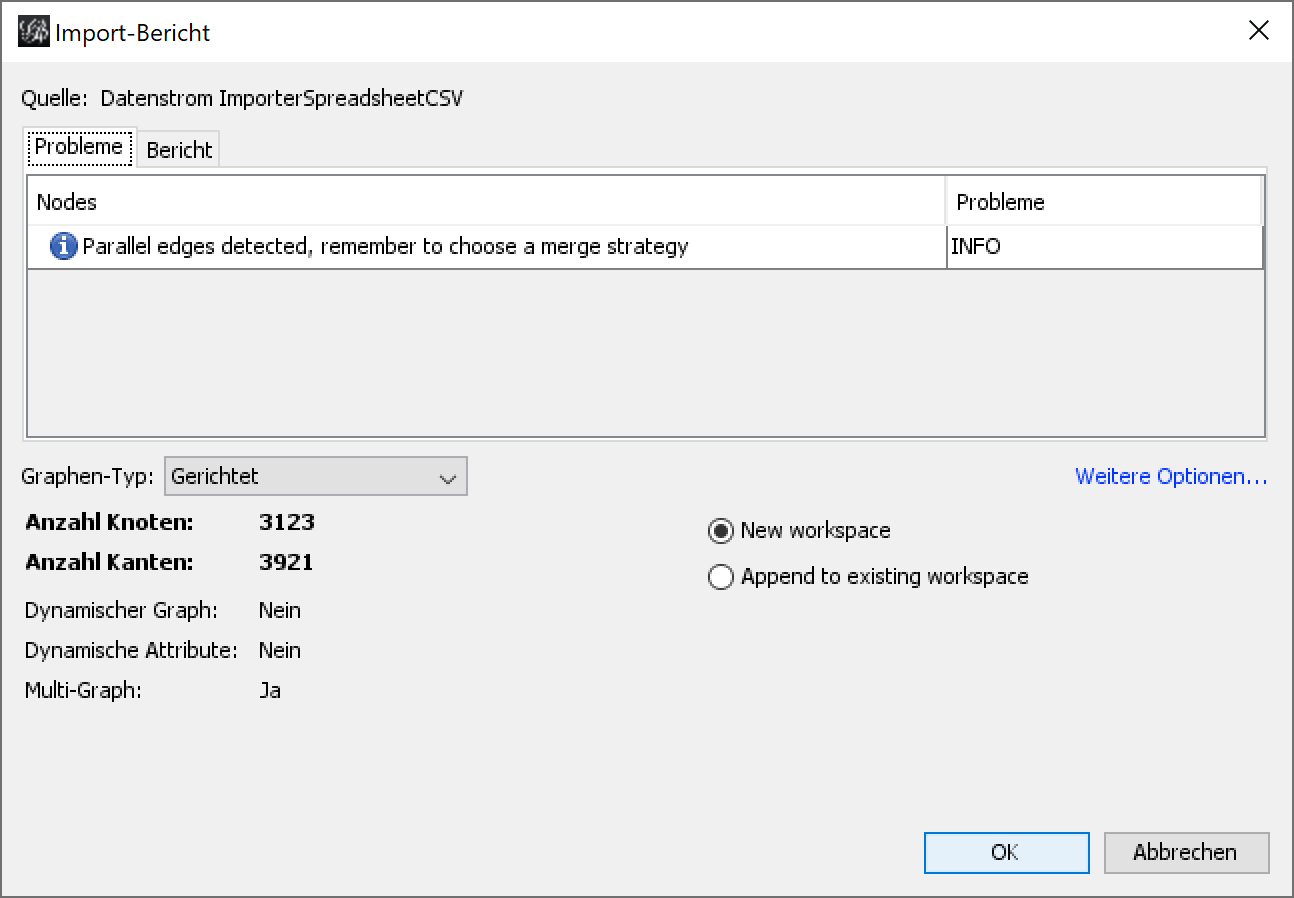 Import-Bericht
Quelle: Datenstrom ImporterSpreadsheetCSV
Probleme Bericht
Nodes Probleme
Parallel edges detected, remember to choose a merge strategy INFO
Graphen-Typ: Gerichtet Weitere Optionen...
Anzahl Knoten: 3123
New workspace
Anzahl Kanten: 3921
Append to existing workspace
Dynamischer Graph: Nein
Dynamische Attribute: Nein
Multi-Graph: Ja
OK Abbrechen